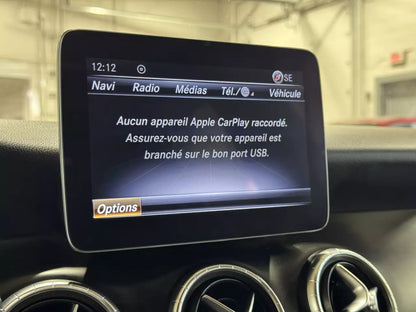 12:12 SE
Navi Radio Médias Tél./ Véhicule
Aucun appareil Apple CarPlay raccordé.
Assurez-vous que votre appareil est
branché sur le bon port USB.
Options